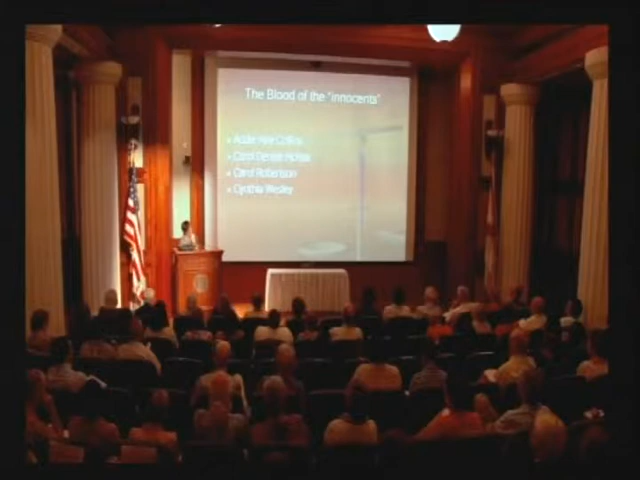 The Blood of the "innocents"
Addie Mae Collins
Carol Denise McNair
Carol Robertson
Cynthia Wesley